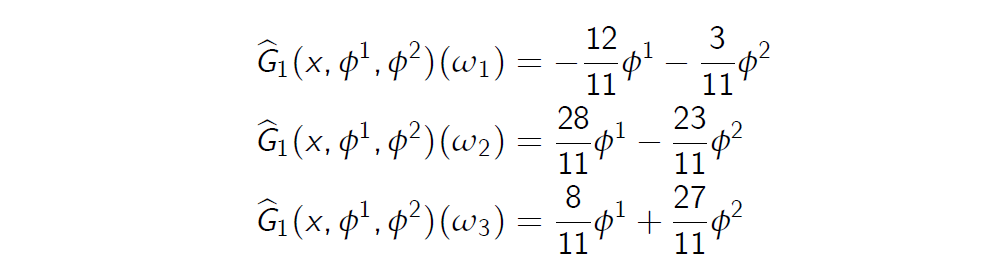 Ĝ₁(x, ϕ¹, ϕ²)(ω₁) = −12/11 ϕ¹ − 3/11 ϕ²
Ĝ₁(x, ϕ¹, ϕ²)(ω₂) = 28/11 ϕ¹ − 23/11 ϕ²
Ĝ₁(x, ϕ¹, ϕ²)(ω₃) = 8/11 ϕ¹ + 27/11 ϕ²